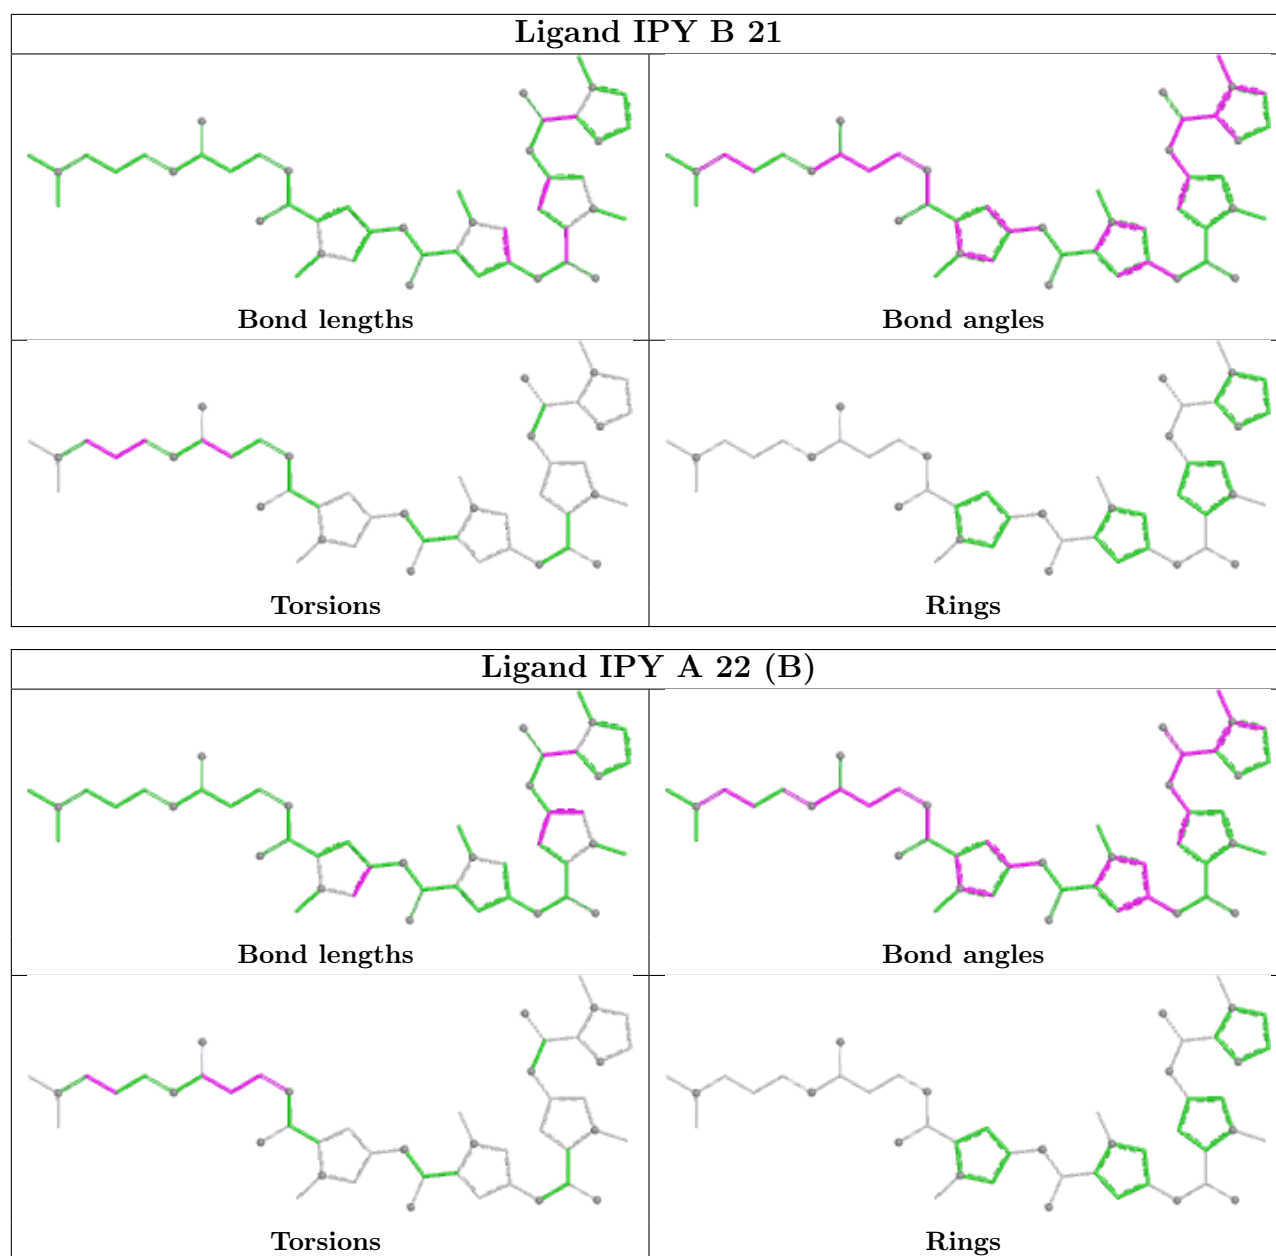 Ligand IPY B 21
Bond lengths
Bond angles
Torsions
Rings
Ligand IPY A 22 (B)
Bond lengths
Bond angles
Torsions
Rings